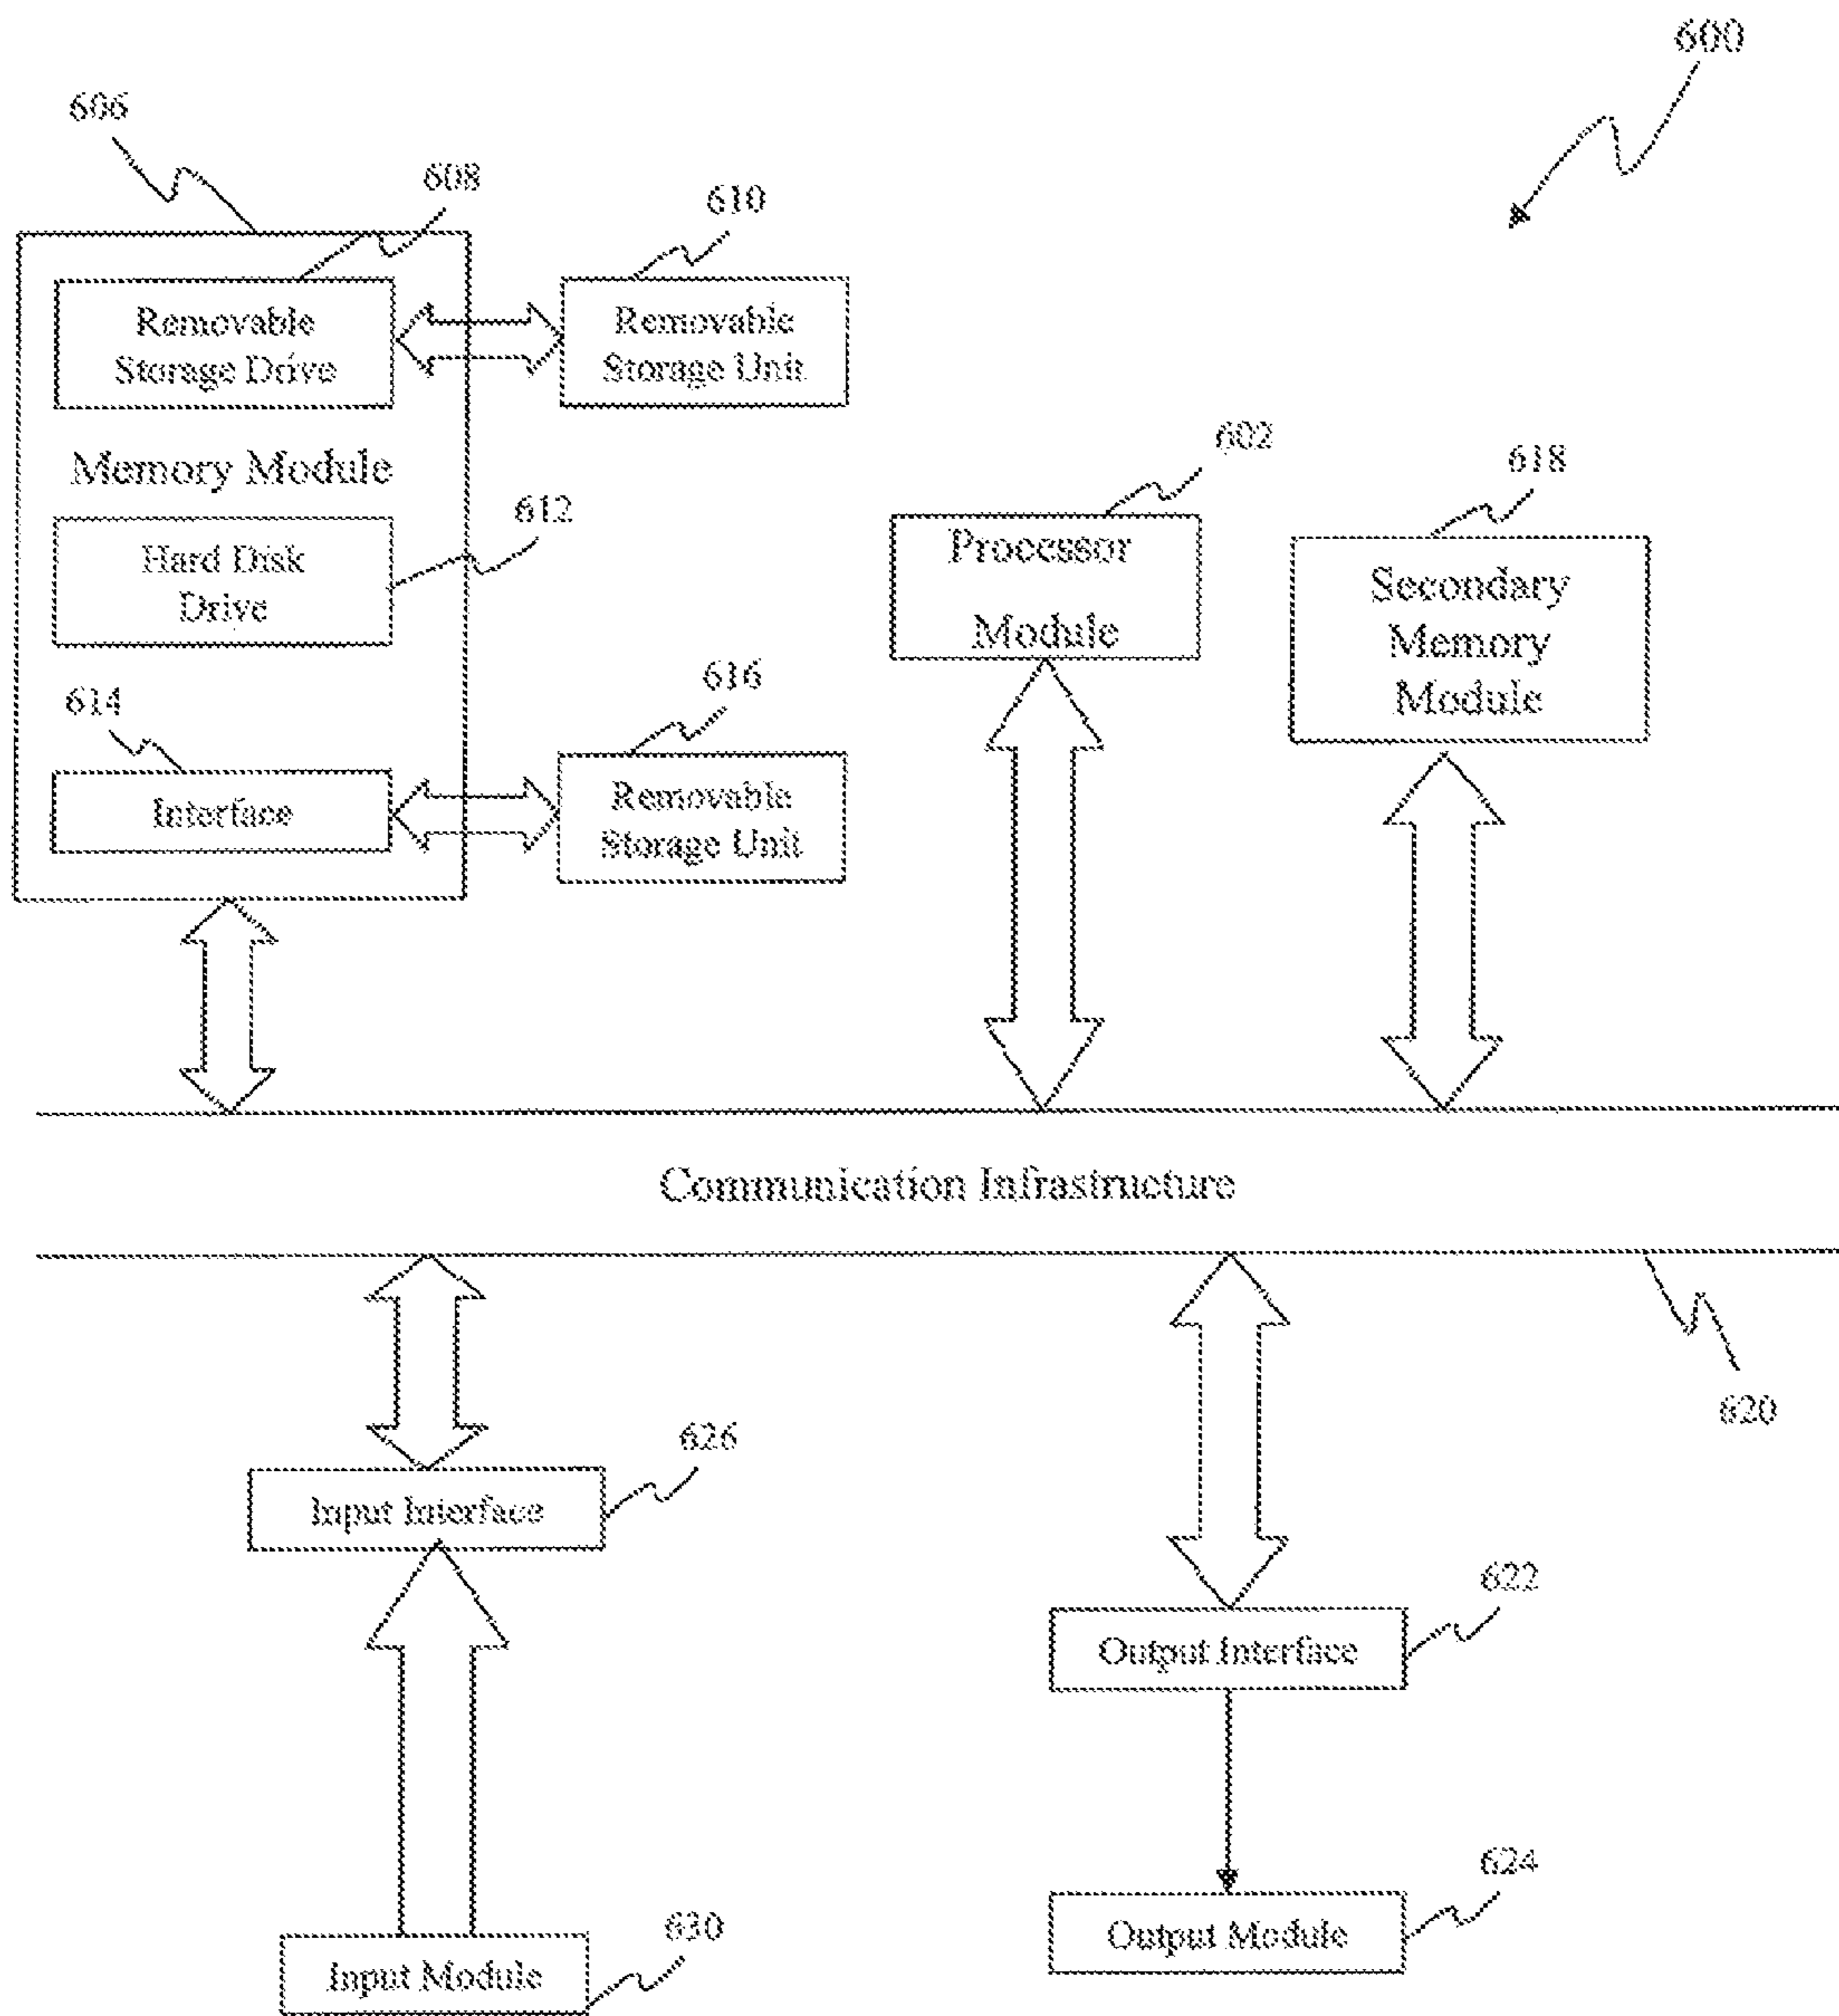 600
606
608
610
Removable
Storage Drive
Removable
Storage Unit
Memory Module
602
618
612
Hard Disk
Drive
Processor
Module
Secondary
Memory
Module
614
616
Interface
Removable
Storage Unit
Communication Infrastructure
620
626
Input Interface
622
Output Interface
624
Output Module
630
Input Module